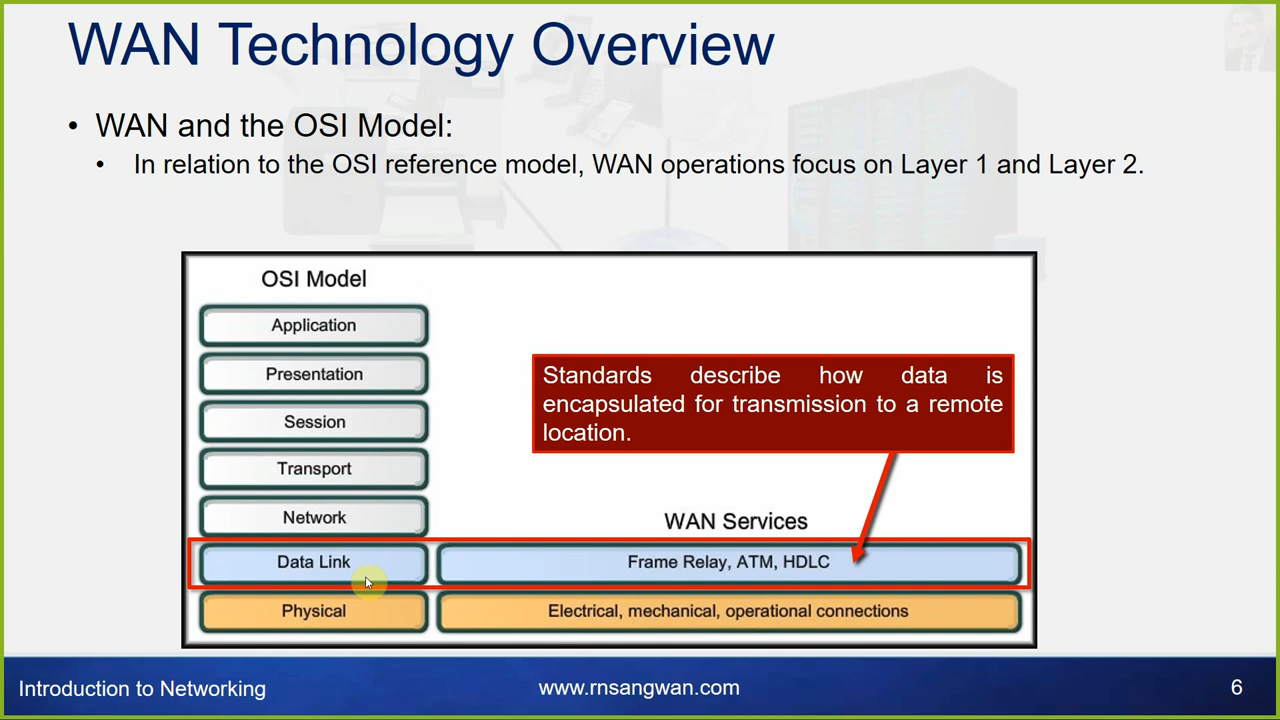 WAN Technology Overview
• WAN and the OSI Model:
• In relation to the OSI reference model, WAN operations focus on Layer 1 and Layer 2.
OSI Model
Application
Presentation
Session
Transport
Network
Standards describe how data is
encapsulated for transmission to a remote
location.
WAN Services
Data Link
Frame Relay, ATM, HDLC
Physical
Electrical, mechanical, operational connections
Introduction to Networking
www.rnsangwan.com
6